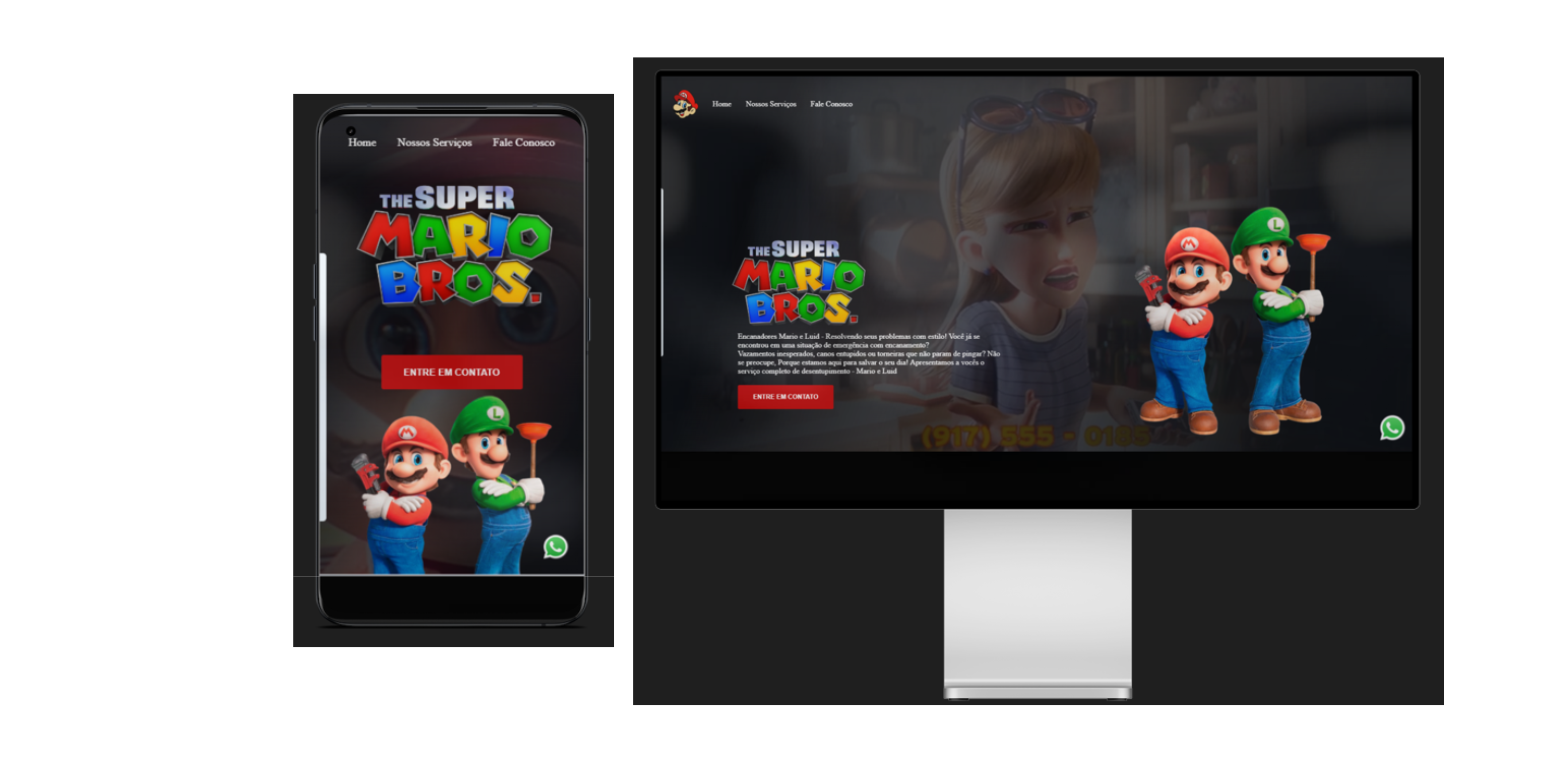 Home Nossos Serviços Fale Conosco
THE SUPER
MARIO
BROS.
ENTRE EM CONTATO
M
L
Home Nossos Serviços Fale Conosco
THE SUPER
MARIO
BROS.
Encanadores Mario e Luid - Resolvendo seus problemas com estilo! Você já se
encontrou em uma situação de emergência com encanamento?
Vazamentos inesperados, canos entupidos ou torneiras que não param de pingar? Não
se preocupe, Porque estamos aqui para salvar o seu dia! Apresentamos a vocês o
serviço completo de desentupimento - Mario e Luid
ENTRE EM CONTATO
M
L
(917) 555 - 0185